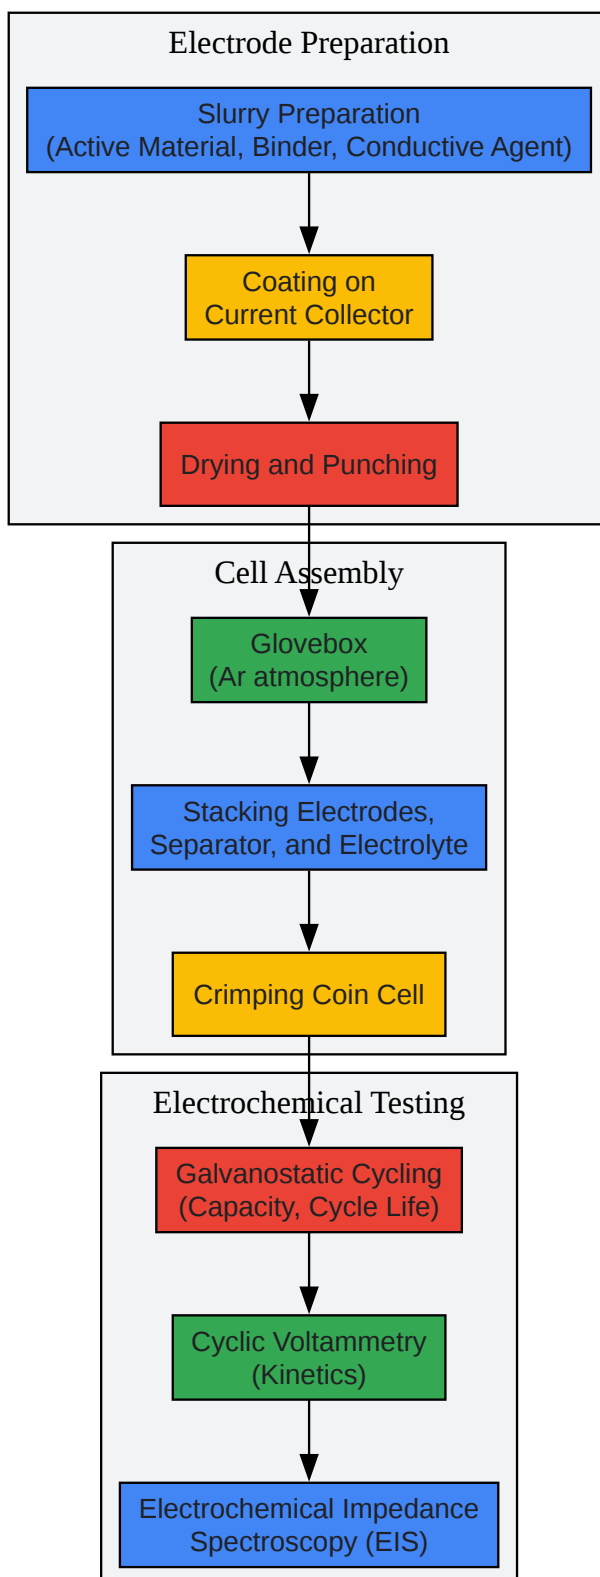 Electrode Preparation
Slurry Preparation
(Active Material, Binder, Conductive Agent)
Coating on
Current Collector
Drying and Punching
Cell Assembly
Glovebox
(Ar atmosphere)
Stacking Electrodes,
Separator, and Electrolyte
Crimping Coin Cell
Electrochemical Testing
Galvanostatic Cycling
(Capacity, Cycle Life)
Cyclic Voltammetry
(Kinetics)
Electrochemical Impedance
Spectroscopy (EIS)